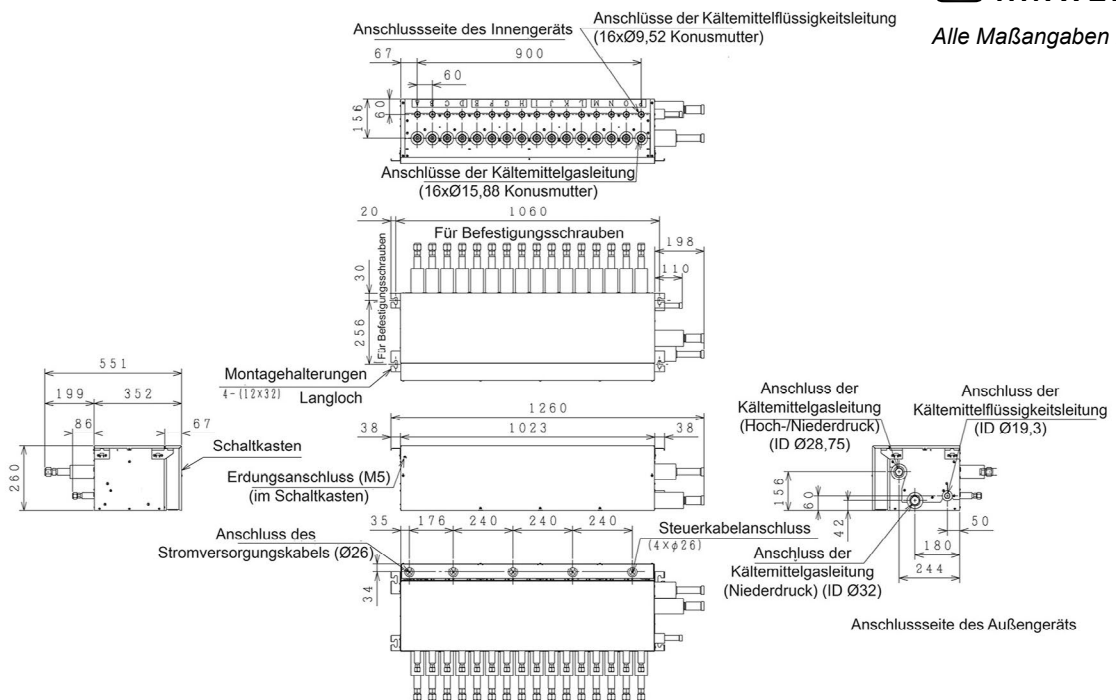 Alle Maßangaben
Anschlussseite des Innengeräts
Anschlüsse der Kältemittelflüssigkeitsleitung
(16xØ9,52 Konusmutter)
67
900
60
156
60
A B C D E F G H I J K L M N O P
Anschlüsse der Kältemittelgasleitung
(16xØ15,88 Konusmutter)
20
1060
Für Befestigungsschrauben
198
110
30
256
Für Befestigungsschrauben
Montagehalterungen
4-(12x32)
Langloch
551
199
352
86
67
260
Schaltkasten
1260
38
1023
38
Erdungsanschluss (M5)
(im Schaltkasten)
Anschluss der
Kältemittelgasleitung
(Hoch-/Niederdruck)
(ID Ø28,75)
Anschluss der
Kältemittelflüssigkeitsleitung
(ID Ø19,3)
156
60
42
50
180
244
Anschluss der
Kältemittelgasleitung
(Niederdruck) (ID Ø32)
Anschlussseite des Außengeräts
35
176
240
240
240
Anschluss des
Stromversorgungskabels (Ø26)
Steuerkabelanschluss
(4×φ26)
34